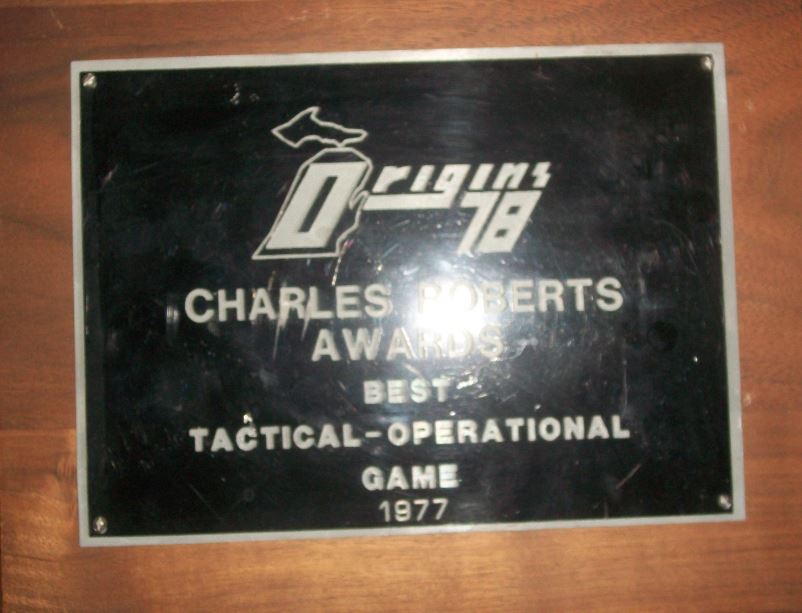 Origins
78
CHARLES ROBERTS
AWARDS
BEST
TACTICAL-OPERATIONAL
GAME
1977